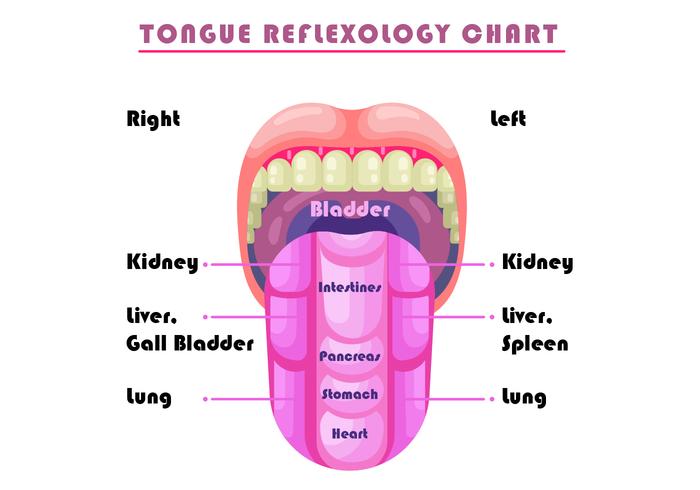 TONGUE REFLEXOLOGY CHART
Right
Left
Bladder
Kidney
Kidney
Intestines
Liver,
Gall Bladder
Liver,
Spleen
Pancreas
Lung
Stomach
Lung
Heart